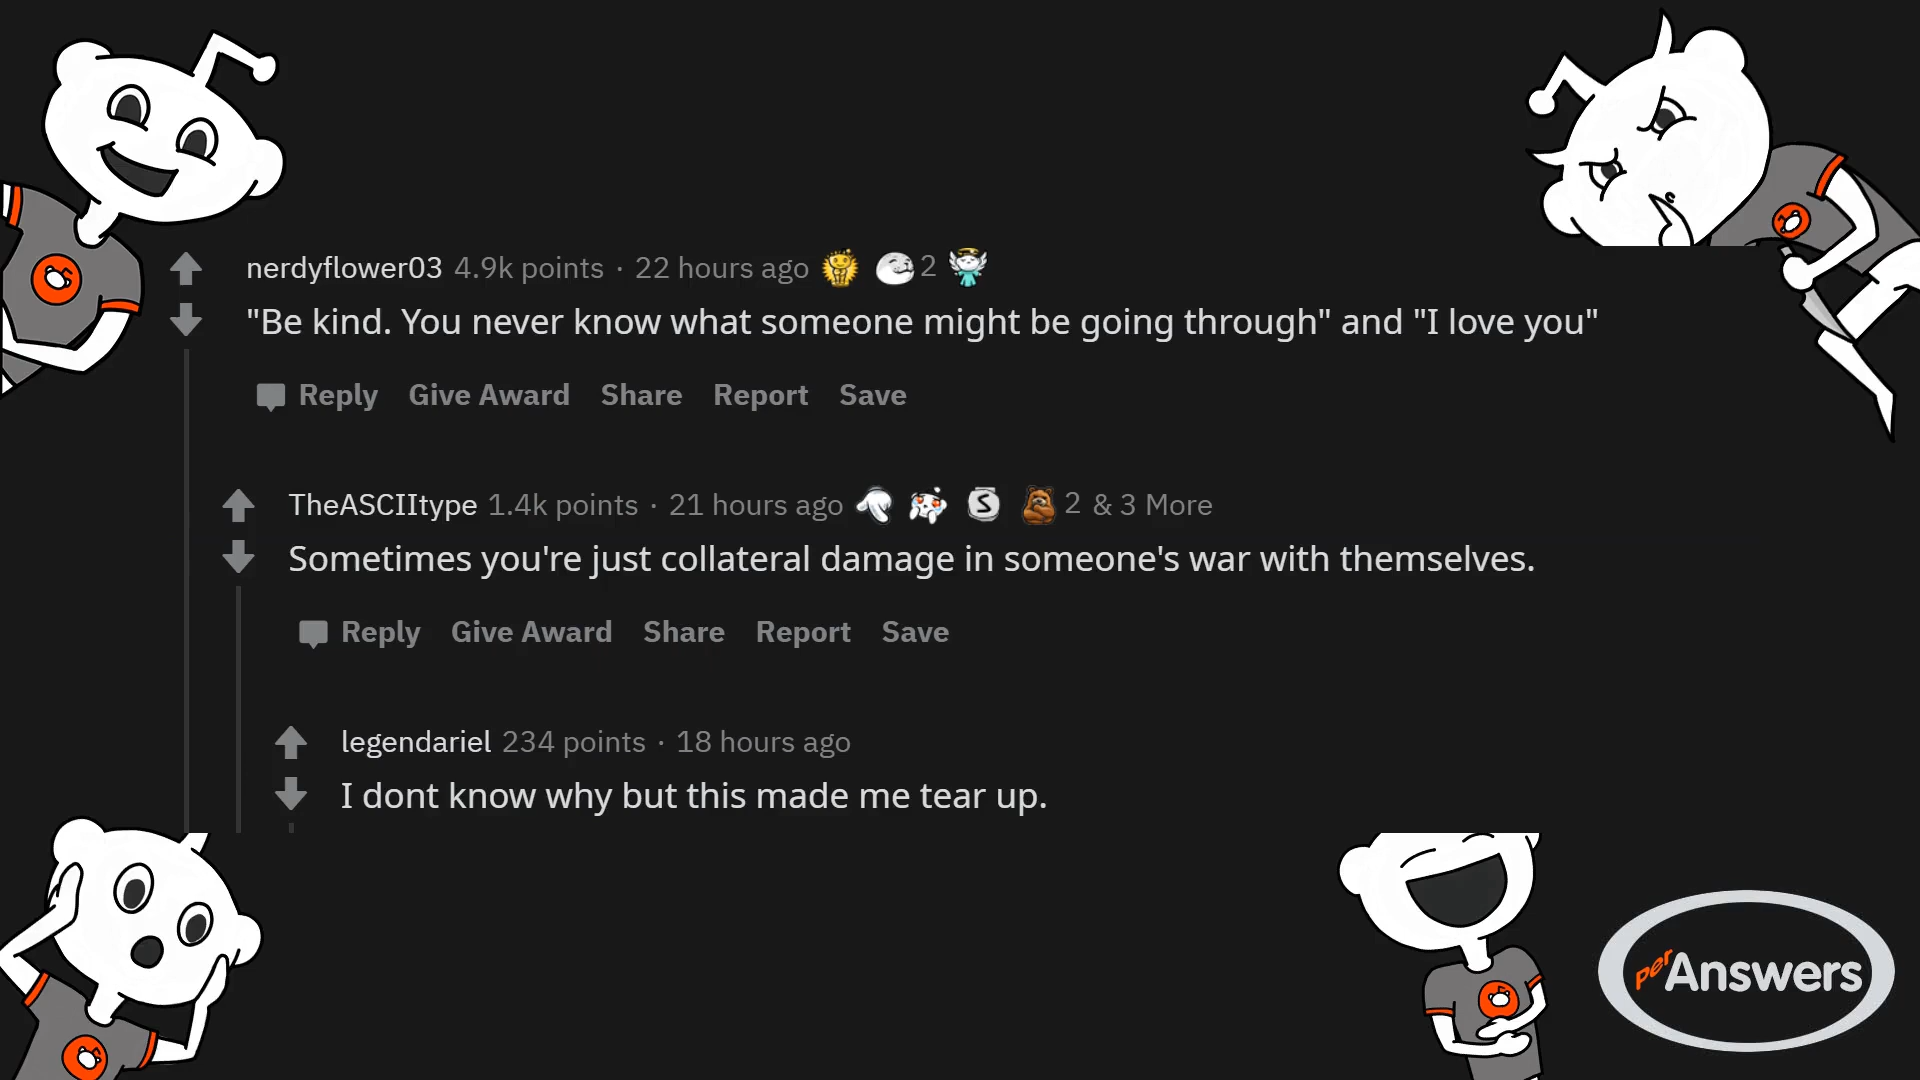 nerdyflower03 4.9k points · 22 hours ago 2
"Be kind. You never know what someone might be going through" and "I love you"
Reply Give Award Share Report Save
TheASCIItype 1.4k points · 21 hours ago S 2 & 3 More
Sometimes you're just collateral damage in someone's war with themselves.
Reply Give Award Share Report Save
legendariel 234 points · 18 hours ago
I dont know why but this made me tear up.
perAnswers